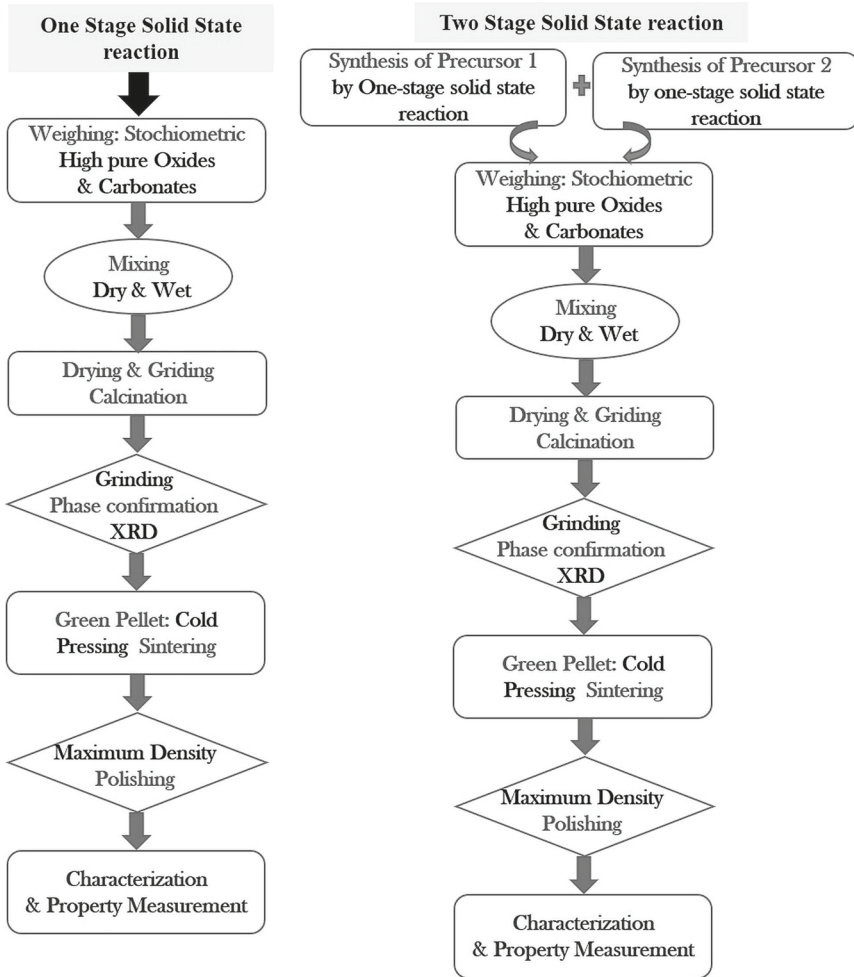 One Stage Solid State
reaction
Weighing: Stochiometric
High pure Oxides
& Carbonates
Mixing
Dry & Wet
Drying & Griding
Calcination
Grinding
Phase confirmation
XRD
Green Pellet: Cold
Pressing Sintering
Maximum Density
Polishing
Characterization
& Property Measurement
Two Stage Solid State reaction
Synthesis of Precursor 1
by One-stage solid state
reaction
+
Synthesis of Precursor 2
by one-stage solid state
reaction
Weighing: Stochiometric
High pure Oxides
& Carbonates
Mixing
Dry & Wet
Drying & Griding
Calcination
Grinding
Phase confirmation
XRD
Green Pellet: Cold
Pressing Sintering
Maximum Density
Polishing
Characterization
& Property Measurement